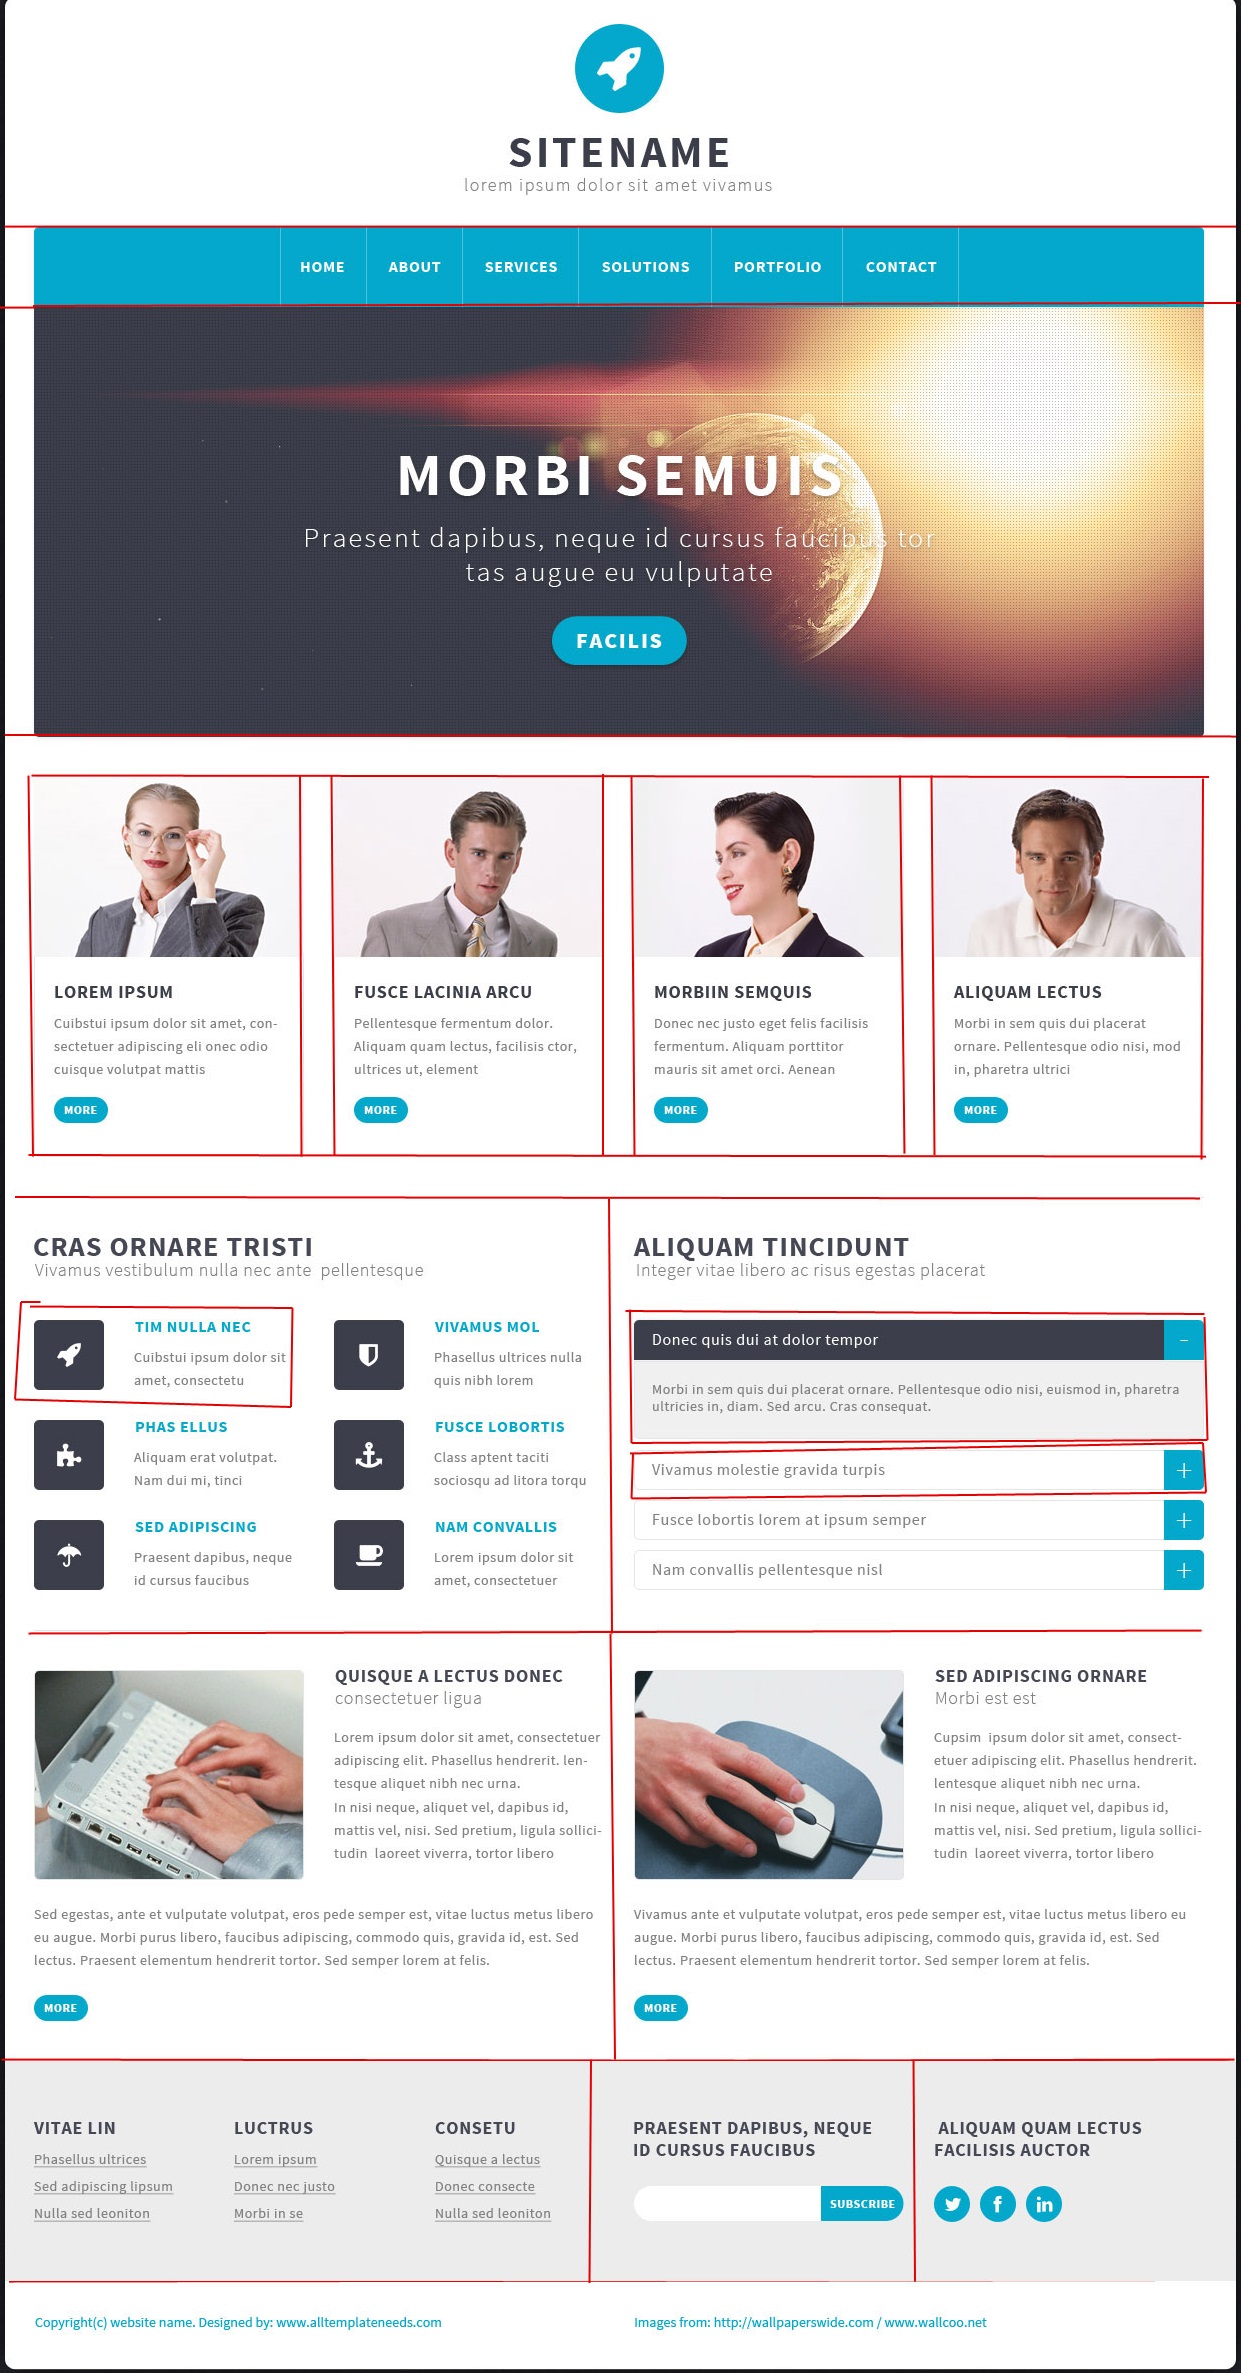 SITENAME
lorem ipsum dolor sit amet vivamus
HOME ABOUT SERVICES SOLUTIONS PORTFOLIO CONTACT
MORBI SEMUIS
Praesent dapibus, neque id cursus faucibus tor
tas augue eu vulputate
FACILIS
LOREM IPSUM
Cuibstui ipsum dolor sit amet, con-
sectetuer adipiscing eli onec odio
cuisque volutpat mattis
MORE
FUSCE LACINIA ARCU
Pellentesque fermentum dolor.
Aliquam quam lectus, facilisis ctor,
ultrices ut, element
MORE
MORBIIN SEMQUIS
Donec nec justo eget felis facilisis
fermentum. Aliquam porttitor
mauris sit amet orci. Aenean
MORE
ALIQUAM LECTUS
Morbi in sem quis dui placerat
ornare. Pellentesque odio nisi, mod
in, pharetra ultrici
MORE
CRAS ORNARE TRISTI
Vivamus vestibulum nulla nec ante pellentesque
TIM NULLA NEC
Cuibstui ipsum dolor sit
amet, consectetu
VIVAMUS MOL
Phasellus ultrices nulla
quis nibh lorem
PHAS ELLUS
Aliquam erat volutpat.
Nam dui mi, tinci
FUSCE LOBORTIS
Class aptent taciti
sociosqu ad litora torqu
SED ADIPISCING
Praesent dapibus, neque
id cursus faucibus
NAM CONVALLIS
Lorem ipsum dolor sit
amet, consectetuer
ALIQUAM TINCIDUNT
Integer vitae libero ac risus egestas placerat
Donec quis dui at dolor tempor
Morbi in sem quis dui placerat ornare. Pellentesque odio nisi, euismod in, pharetra
ultricies in, diam. Sed arcu. Cras consequat.
Vivamus molestie gravida turpis
Fusce lobortis lorem at ipsum semper
Nam convallis pellentesque nisl
QUISQUE A LECTUS DONEC
consectetuer ligua
Lorem ipsum dolor sit amet, consectetuer
adipiscing elit. Phasellus hendrerit. len-
tesque aliquet nibh nec urna.
In nisi neque, aliquet vel, dapibus id,
mattis vel, nisi. Sed pretium, ligula sollici-
tudin laoreet viverra, tortor libero
Sed egestas, ante et vulputate volutpat, eros pede semper est, vitae luctus metus libero
eu augue. Morbi purus libero, faucibus adipiscing, commodo quis, gravida id, est. Sed
lectus. Praesent elementum hendrerit tortor. Sed semper lorem at felis.
MORE
SED ADIPISCING ORNARE
Morbi est est
Cupsim ipsum dolor sit amet, consect-
etuer adipiscing elit. Phasellus hendrerit.
lentesque aliquet nibh nec urna.
In nisi neque, aliquet vel, dapibus id,
mattis vel, nisi. Sed pretium, ligula sollici-
tudin laoreet viverra, tortor libero
Vivamus ante et vulputate volutpat, eros pede semper est, vitae luctus metus libero eu
augue. Morbi purus libero, faucibus adipiscing, commodo quis, gravida id, est. Sed
lectus. Praesent elementum hendrerit tortor. Sed semper lorem at felis.
MORE
VITAE LIN
Phasellus ultrices
Sed adipiscing lipsum
Nulla sed leoniton
LUCTRUS
Lorem ipsum
Donec nec justo
Morbi in se
CONSETU
Quisque a lectus
Donec consecte
Nulla sed leoniton
PRAESENT DAPIBUS, NEQUE
ID CURSUS FAUCIBUS
SUBSCRIBE
ALIQUAM QUAM LECTUS
FACILISIS AUCTOR
Copyright(c) website name. Designed by: www.alltemplateneeds.com
Images from: http://wallpaperswide.com / www.wallcoo.net